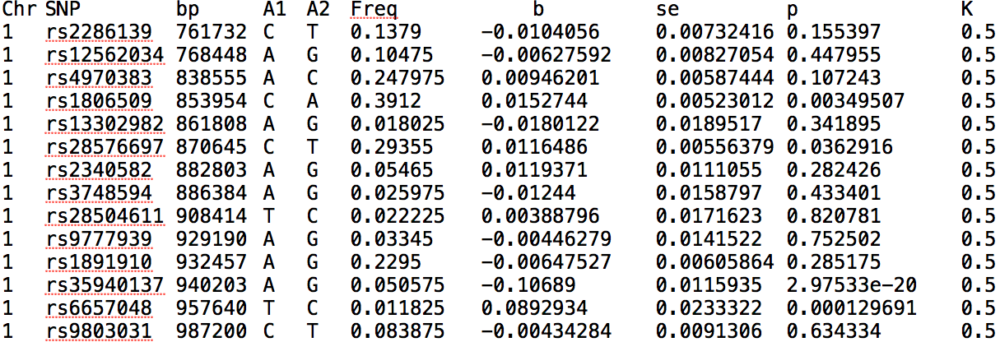 Chr SNP bp A1 A2 Freq b se p K
1 rs2286139 761732 C T 0.1379 -0.0104056 0.00732416 0.155397 0.5
1 rs12562034 768448 A G 0.10475 -0.00627592 0.00827054 0.447955 0.5
1 rs4970383 838555 A C 0.247975 0.00946201 0.00587444 0.107243 0.5
1 rs1806509 853954 C A 0.3912 0.0152744 0.00523012 0.00349507 0.5
1 rs13302982 861808 A G 0.018025 -0.0180122 0.0189517 0.341895 0.5
1 rs28576697 870645 C T 0.29355 0.0116486 0.00556379 0.0362916 0.5
1 rs2340582 882803 A G 0.05465 0.0119371 0.0111055 0.282426 0.5
1 rs3748594 886384 A G 0.025975 -0.01244 0.0158797 0.433401 0.5
1 rs28504611 908414 T C 0.022225 0.00388796 0.0171623 0.820781 0.5
1 rs9777939 929190 A G 0.03345 -0.00446279 0.0141522 0.752502 0.5
1 rs1891910 932457 A G 0.2295 -0.00647527 0.00605864 0.285175 0.5
1 rs35940137 940203 A G 0.050575 -0.10689 0.0115935 2.97533e-20 0.5
1 rs6657048 957640 T C 0.011825 0.0892934 0.0233322 0.000129691 0.5
1 rs9803031 987200 C T 0.083875 -0.00434284 0.0091306 0.634334 0.5